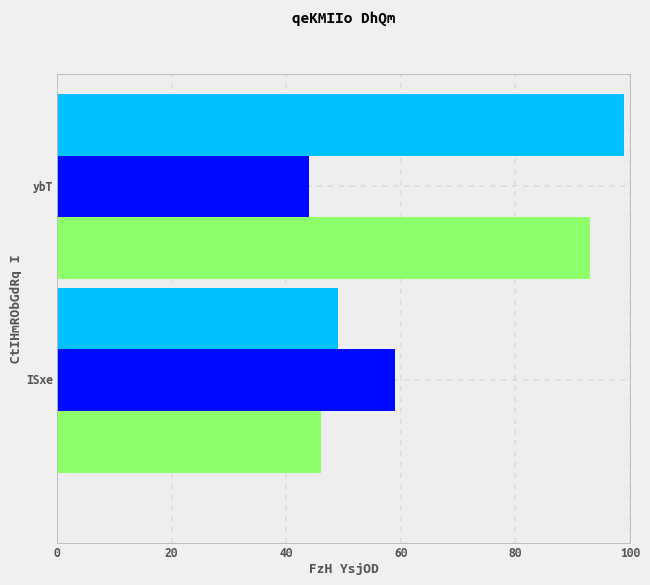 qeKMIIo DhQm
ybT
ISxe
CtIHmRObGdRq I
0 20 40 60 80 100
FzH YsjOD